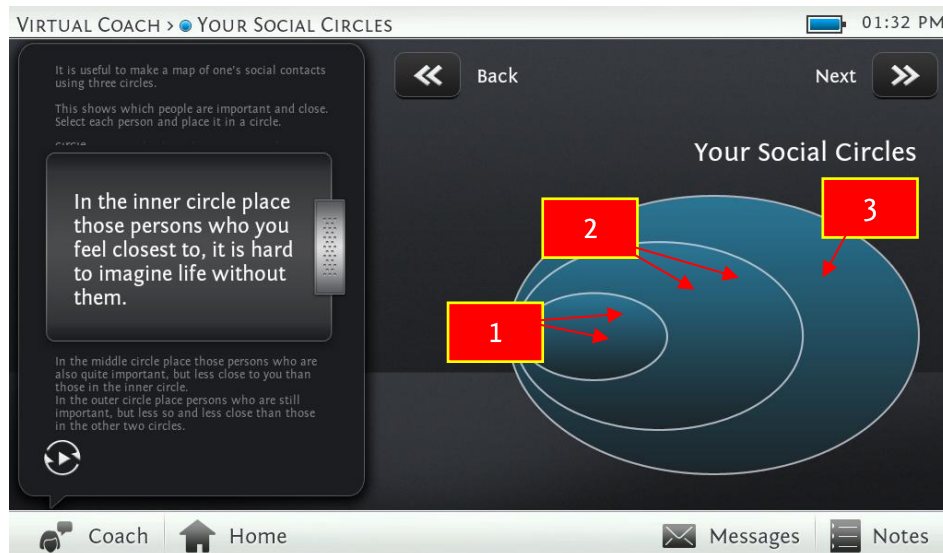 VIRTUAL COACH > YOUR SOCIAL CIRCLES
01:32 PM
It is useful to make a map of one's social contacts
using three circles.
This shows which people are important and close.
Select each person and place it in a circle.
In the inner circle place
those persons who you
feel closest to, it is hard
to imagine life without
them.
In the middle circle place those persons who are
also quite important, but less close to you than
those in the inner circle.
In the outer circle place persons who are still
important, but less so and less close than those
in the other two circles.
Back
Next
Your Social Circles
3
2
1
Coach
Home
Messages
Notes